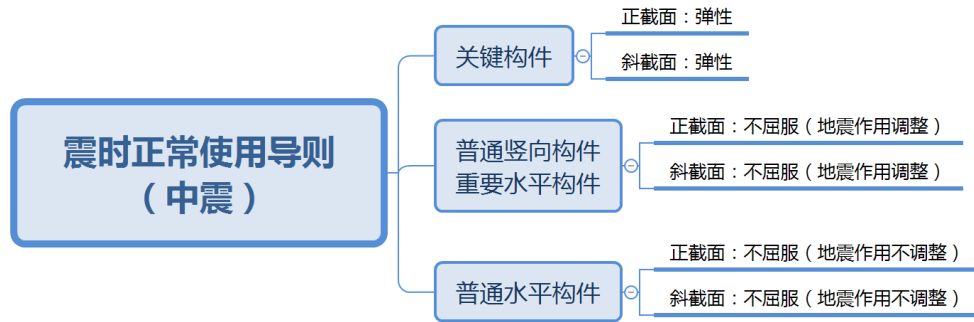 震时正常使用导则
（中震）
关键构件
正截面：弹性
斜截面：弹性
普通竖向构件
重要水平构件
正截面：不屈服（地震作用调整）
斜截面：不屈服（地震作用调整）
普通水平构件
正截面：不屈服（地震作用不调整）
斜截面：不屈服（地震作用不调整）